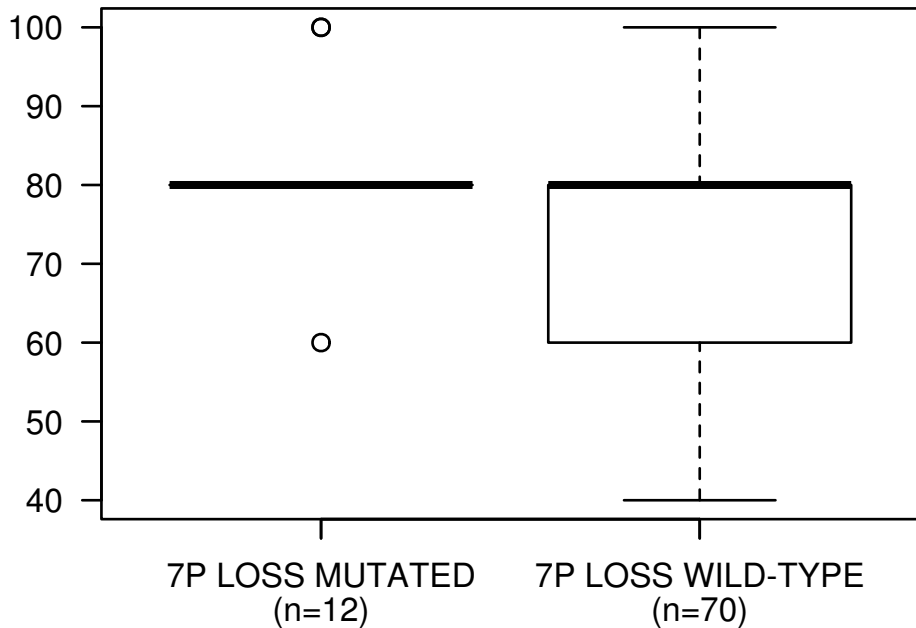 100
90
80
70
60
50
40
7P LOSS MUTATED
(n=12)
7P LOSS WILD-TYPE
(n=70)